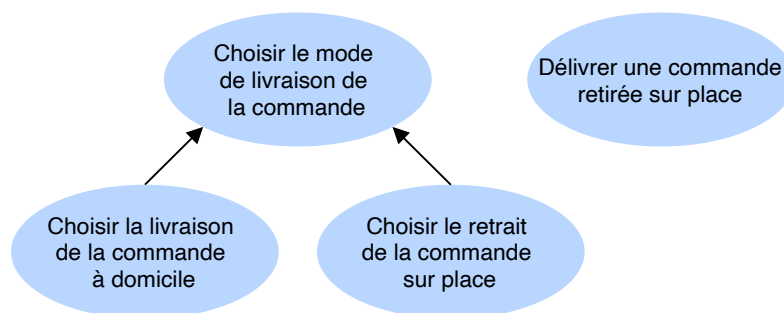 Choisir le mode
de livraison de
la commande
Délivrer une commande
retirée sur place
Choisir la livraison
de la commande
à domicile
Choisir le retrait
de la commande
sur place